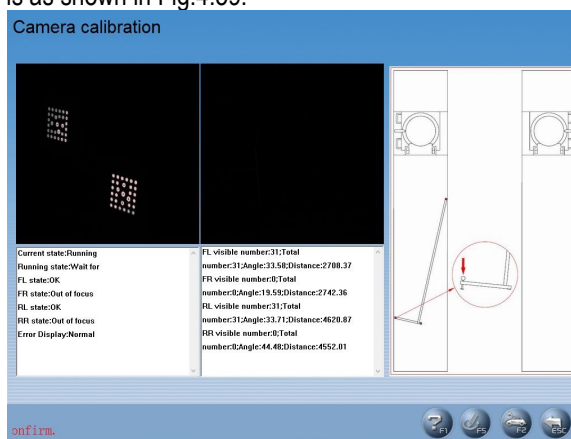 is as shown in Fig.4.39.
Camera calibration
Current state:Running
Running state:Wait for
FL state:OK
FR state:Out of focus
RL state:OK
RR state:Out of focus
Error Display:Normal
FL visible number:31;Total
number:31;Angle:33.58;Distance:2708.37
FR visible number:0;Total
number:0;Angle:19.59;Distance:2742.36
RL visible number:31;Total
number:31;Angle:33.71;Distance:4620.87
RR visible number:0;Total
number:0;Angle:44.48;Distance:4552.01
onfirm.
F1
F5
F2
ESC